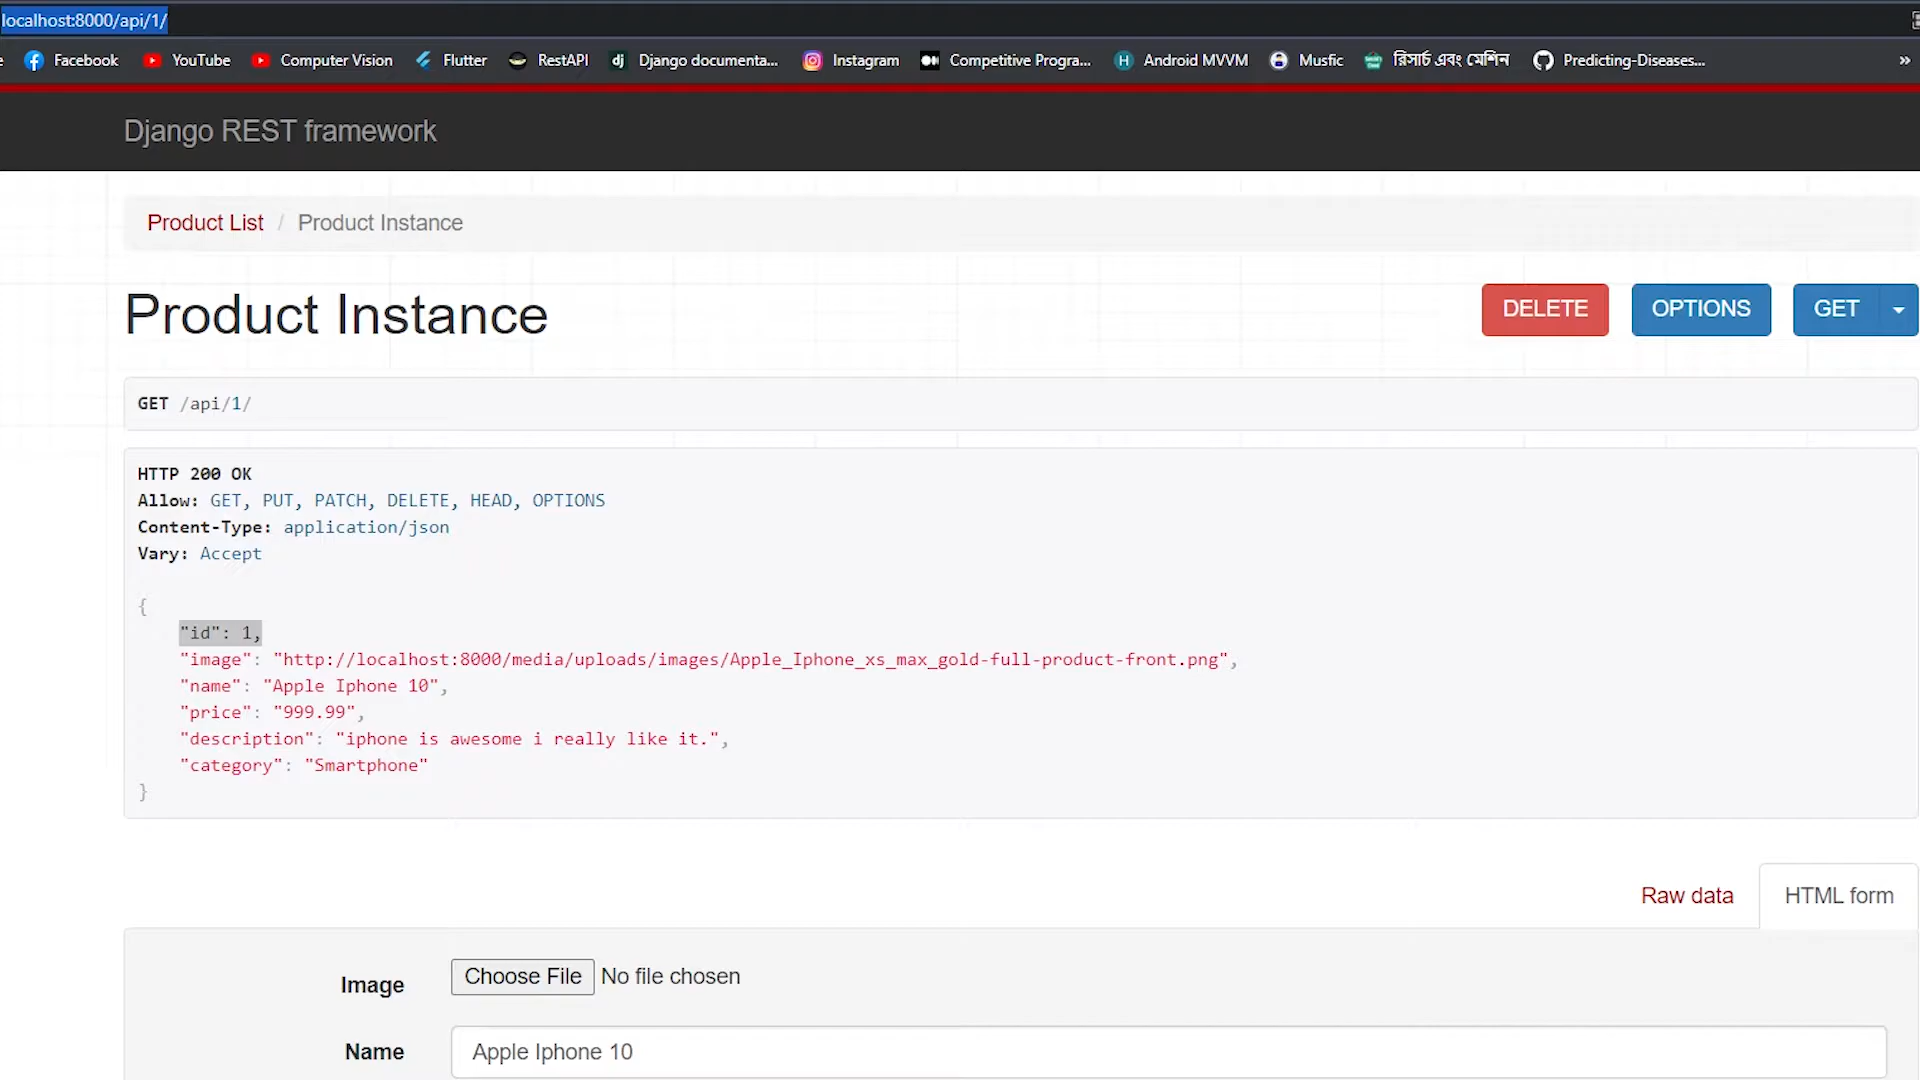 localhost:8000/api/1/
Facebook YouTube Computer Vision Flutter RestAPI Django documenta... Instagram Competitive Progra... Android MVVM Musfic রিসার্চ এবং মেশিন Predicting-Diseases... »
Django REST framework
Product List / Product Instance
Product Instance
DELETE OPTIONS GET
GET /api/1/
HTTP 200 OK
Allow: GET, PUT, PATCH, DELETE, HEAD, OPTIONS
Content-Type: application/json
Vary: Accept
{
"id": 1,
"image": "http://localhost:8000/media/uploads/images/Apple_Iphone_xs_max_gold-full-product-front.png",
"name": "Apple Iphone 10",
"price": "999.99",
"description": "iphone is awesome i really like it.",
"category": "Smartphone"
}
Raw data HTML form
Image Choose File No file chosen
Name Apple Iphone 10